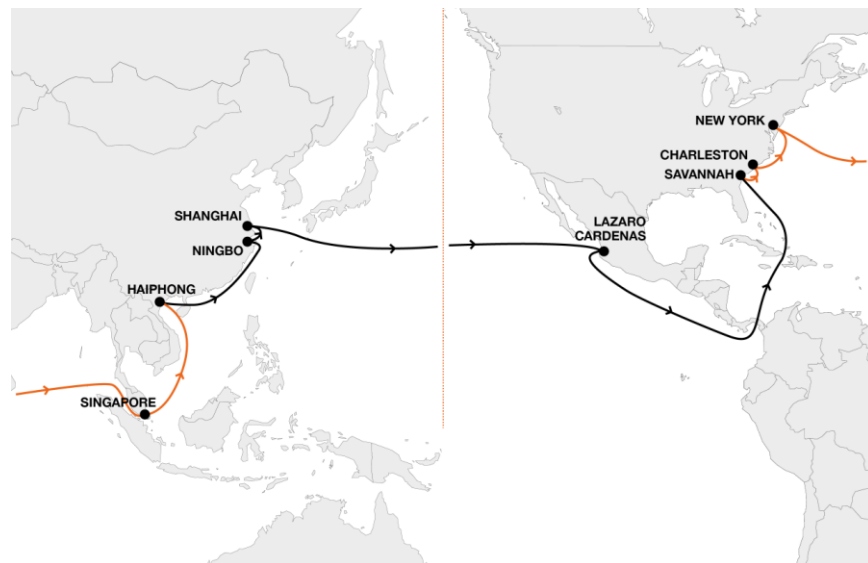 NEW YORK
CHARLESTON
SAVANNAH
SHANGHAI
LAZARO
CARDENAS
NINGBO
HAIPHONG
SINGAPORE